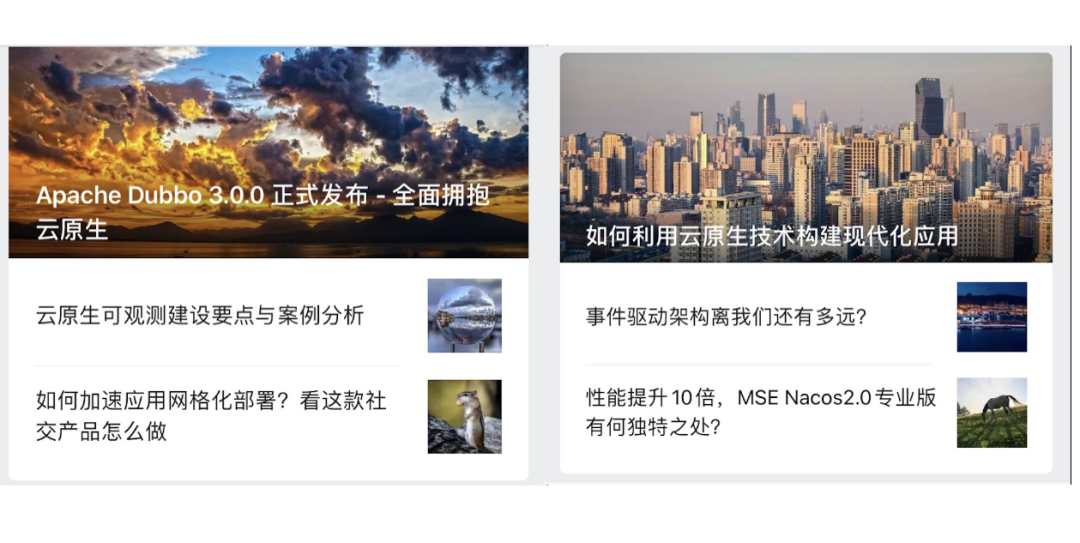 Apache Dubbo 3.0.0 正式发布 - 全面拥抱
云原生
云原生可观测建设要点与案例分析
如何加速应用网格化部署？看这款社
交产品怎么做
如何利用云原生技术构建现代化应用
事件驱动架构离我们还有多远？
性能提升10倍，MSE Nacos2.0专业版
有何独特之处？